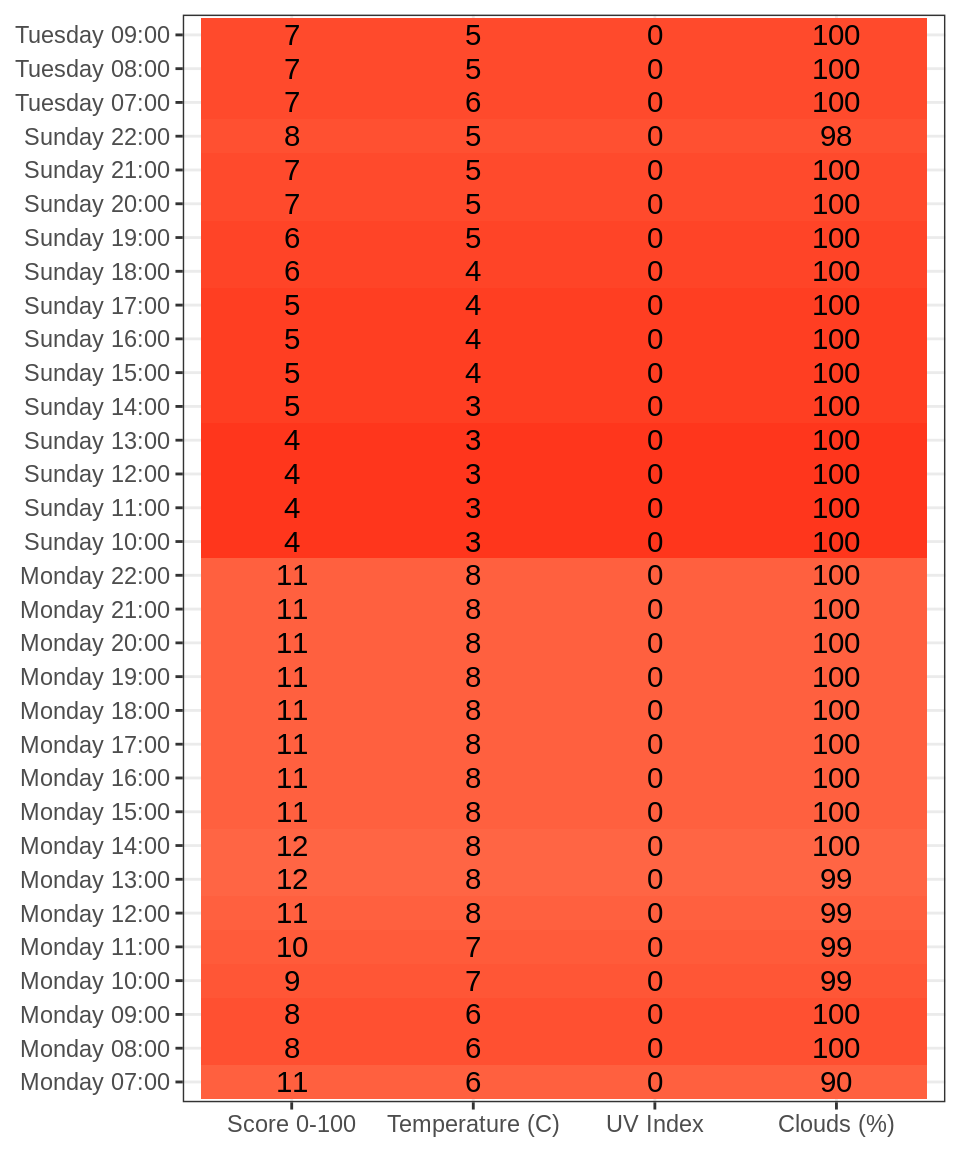 Tuesday 09:00 7 5 0 100
Tuesday 08:00 7 5 0 100
Tuesday 07:00 7 6 0 100
Sunday 22:00 8 5 0 98
Sunday 21:00 7 5 0 100
Sunday 20:00 7 5 0 100
Sunday 19:00 6 5 0 100
Sunday 18:00 6 4 0 100
Sunday 17:00 5 4 0 100
Sunday 16:00 5 4 0 100
Sunday 15:00 5 4 0 100
Sunday 14:00 5 3 0 100
Sunday 13:00 4 3 0 100
Sunday 12:00 4 3 0 100
Sunday 11:00 4 3 0 100
Sunday 10:00 4 3 0 100
Monday 22:00 11 8 0 100
Monday 21:00 11 8 0 100
Monday 20:00 11 8 0 100
Monday 19:00 11 8 0 100
Monday 18:00 11 8 0 100
Monday 17:00 11 8 0 100
Monday 16:00 11 8 0 100
Monday 15:00 11 8 0 100
Monday 14:00 12 8 0 100
Monday 13:00 12 8 0 99
Monday 12:00 11 8 0 99
Monday 11:00 10 7 0 99
Monday 10:00 9 7 0 99
Monday 09:00 8 6 0 100
Monday 08:00 8 6 0 100
Monday 07:00 11 6 0 90
Score 0-100 Temperature (C) UV Index Clouds (%)